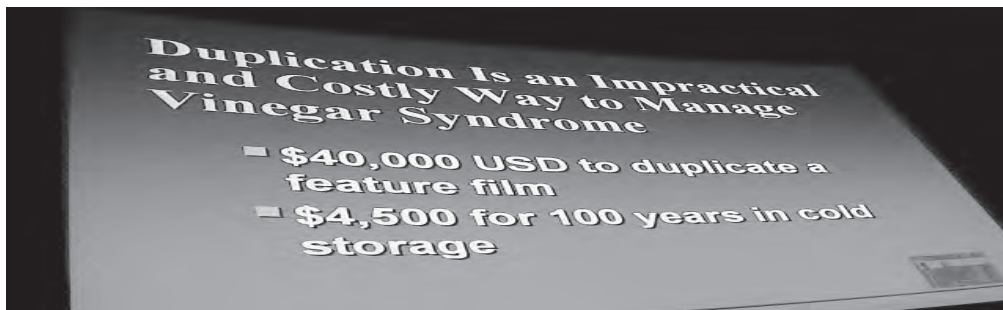 Duplication Is an Impractical
and Costly Way to Manage
Vinegar Syndrome
$40,000 USD to duplicate a
feature film
$4,500 for 100 years in cold
storage